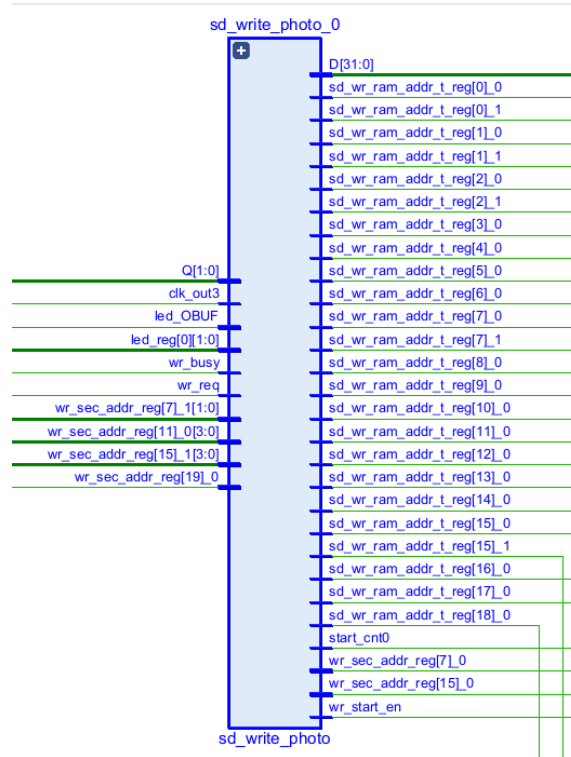 sd_write_photo_0
D[31:0]
sd_wr_ram_addr_t_reg[0]_0
sd_wr_ram_addr_t_reg[0]_1
sd_wr_ram_addr_t_reg[1]_0
sd_wr_ram_addr_t_reg[1]_1
sd_wr_ram_addr_t_reg[2]_0
sd_wr_ram_addr_t_reg[2]_1
sd_wr_ram_addr_t_reg[3]_0
sd_wr_ram_addr_t_reg[4]_0
sd_wr_ram_addr_t_reg[5]_0
sd_wr_ram_addr_t_reg[6]_0
sd_wr_ram_addr_t_reg[7]_0
sd_wr_ram_addr_t_reg[7]_1
sd_wr_ram_addr_t_reg[8]_0
sd_wr_ram_addr_t_reg[9]_0
sd_wr_ram_addr_t_reg[10]_0
sd_wr_ram_addr_t_reg[11]_0
sd_wr_ram_addr_t_reg[12]_0
sd_wr_ram_addr_t_reg[13]_0
sd_wr_ram_addr_t_reg[14]_0
sd_wr_ram_addr_t_reg[15]_0
sd_wr_ram_addr_t_reg[15]_1
sd_wr_ram_addr_t_reg[16]_0
sd_wr_ram_addr_t_reg[17]_0
sd_wr_ram_addr_t_reg[18]_0
start_cnt0
wr_sec_addr_reg[7]_0
wr_sec_addr_reg[15]_0
wr_start_en
Q[1:0]
clk_out3
led_OBUF
led_reg[0][1:0]
wr_busy
wr_req
wr_sec_addr_reg[7]_1[1:0]
wr_sec_addr_reg[11]_0[3:0]
wr_sec_addr_reg[15]_1[3:0]
wr_sec_addr_reg[19]_0
sd_write_photo